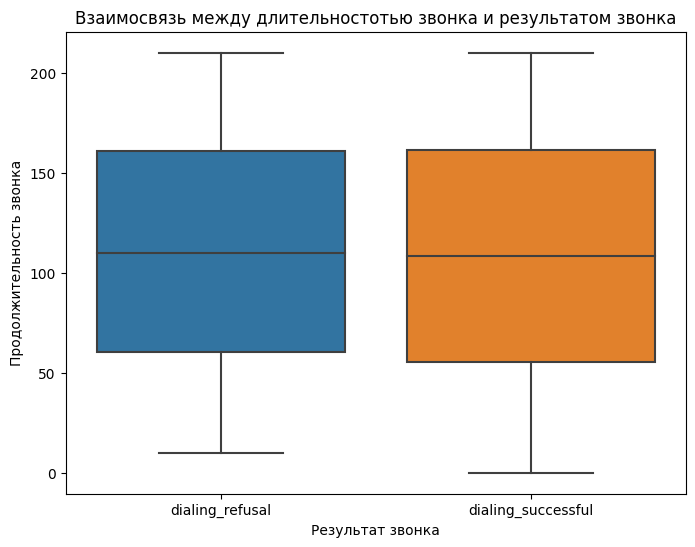 Взаимосвязь между длительностотью звонка и результатом звонка
Продолжительность звонка
200
150
100
50
0
dialing_refusal
dialing_successful
Результат звонка